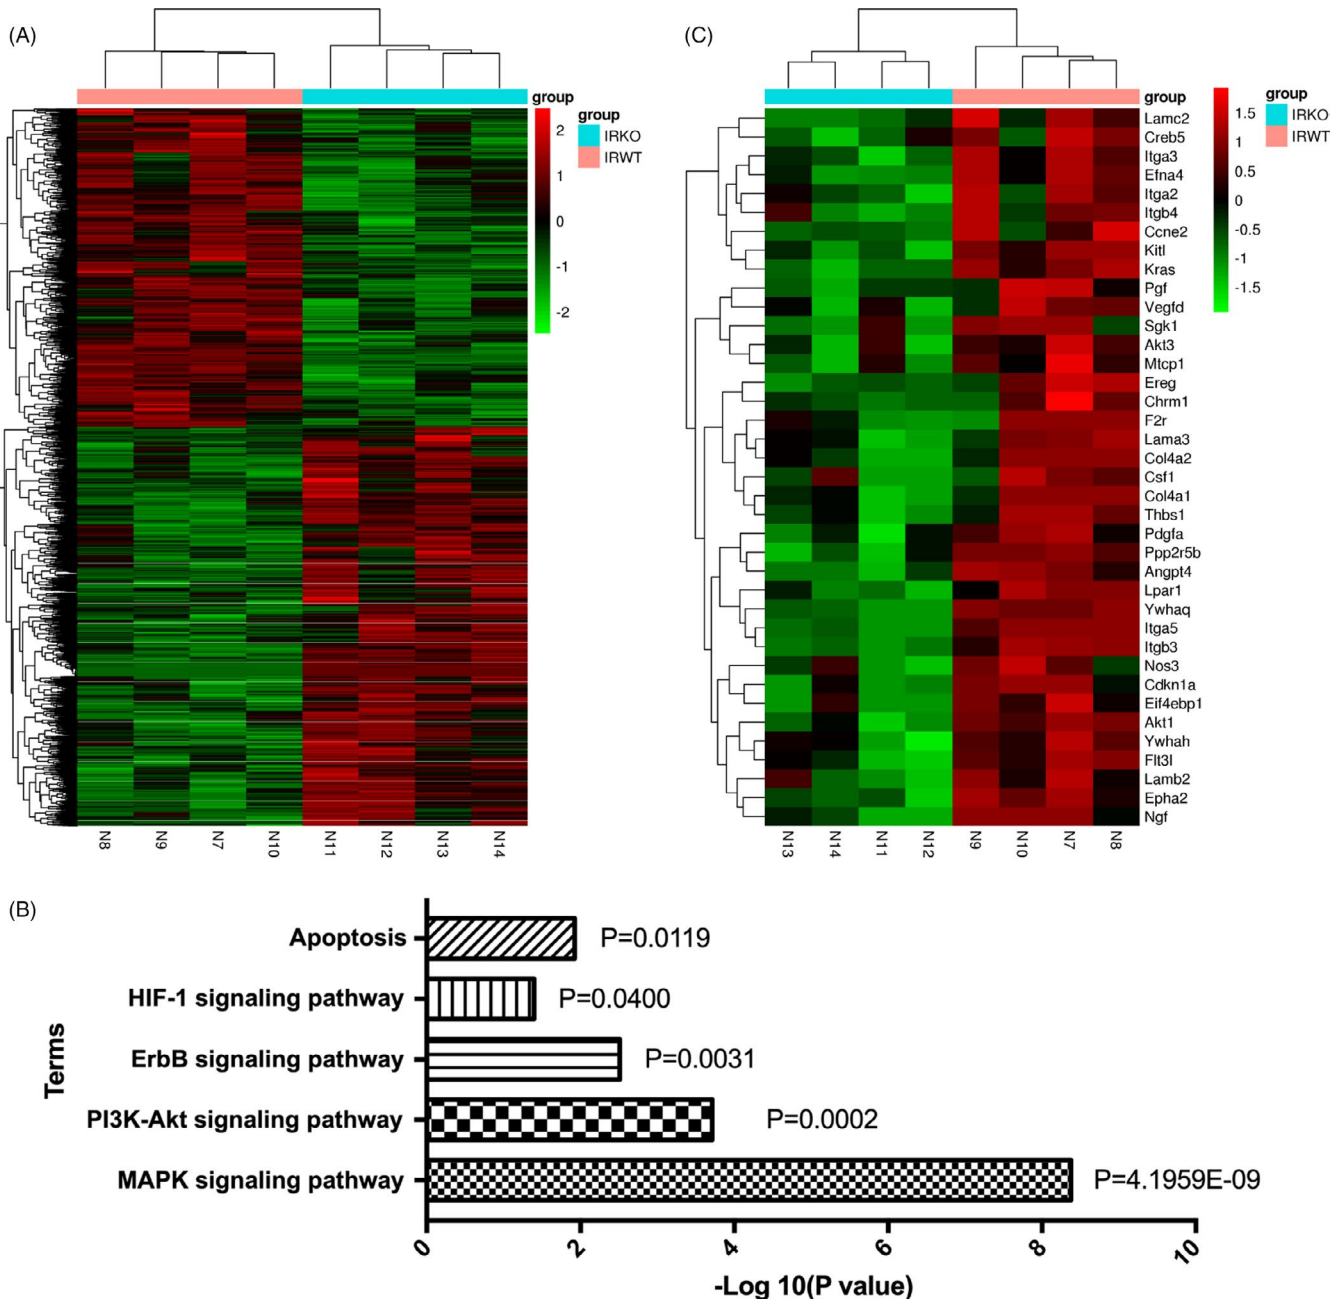 (A)
group
2
1
0
-1
-2
group
IRKO
IRWT
N8 N9 N7 N10 N11 N12 N13 N14
(C)
group
Lamc2
Creb5
Itga3
Efna4
Itga2
Itgb4
Ccne2
Kitl
Kras
Pgf
Vegfd
Sgk1
Akt3
Mtcp1
Ereg
Chrm1
F2r
Lama3
Col4a2
Csf1
Col4a1
Thbs1
Pdgfa
Ppp2r5b
Angpt4
Lpar1
Ywhaq
Itga5
Itgb3
Nos3
Cdkn1a
Eif4ebp1
Akt1
Ywhah
Flt3l
Lamb2
Epha2
Ngf
1.5
1
0.5
0
-0.5
-1
-1.5
group
IRKO
IRWT
N13 N14 N11 N12 N9 N10 N7 N8
(B)
Terms
Apoptosis P=0.0119
HIF-1 signaling pathway P=0.0400
ErbB signaling pathway P=0.0031
PI3K-Akt signaling pathway P=0.0002
MAPK signaling pathway P=4.1959E-09
0 2 4 6 8 10
-Log 10(P value)